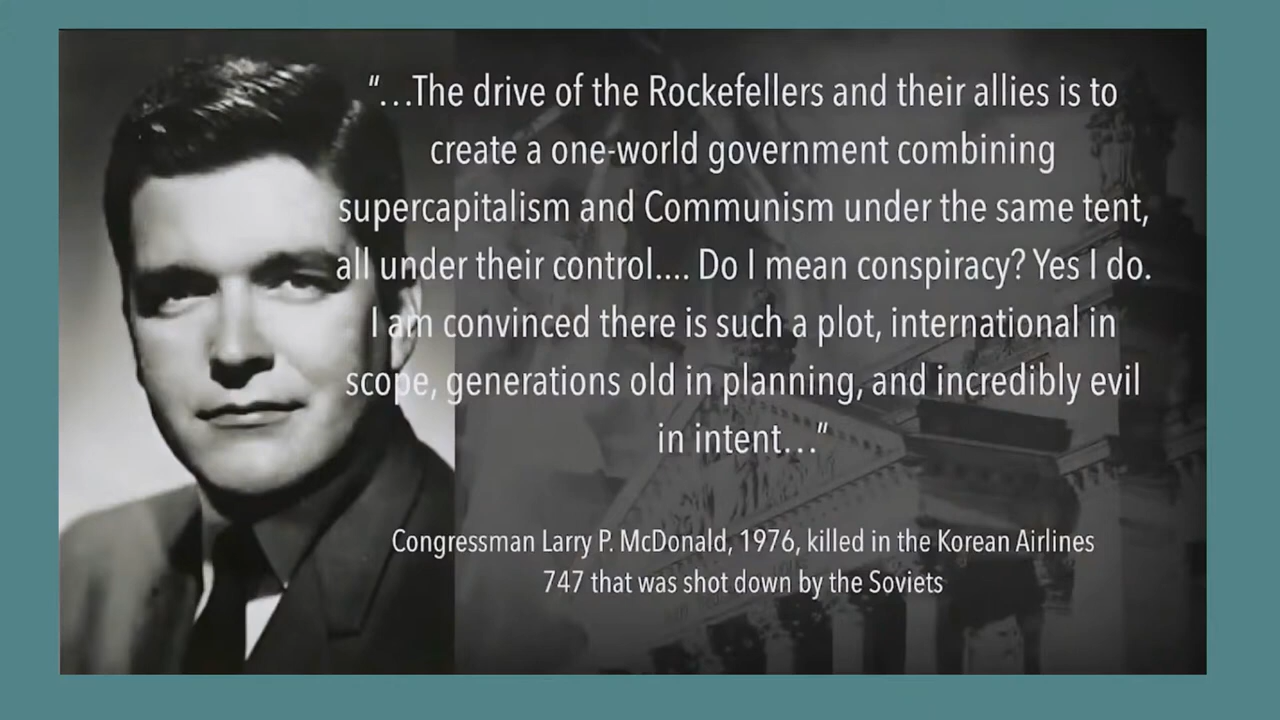 “...The drive of the Rockefellers and their allies is to
create a one-world government combining
supercapitalism and Communism under the same tent,
all under their control.... Do I mean conspiracy? Yes I do.
I am convinced there is such a plot, international in
scope, generations old in planning, and incredibly evil
in intent...“
Congressman Larry P. McDonald, 1976, killed in the Korean Airlines
747 that was shot down by the Soviets